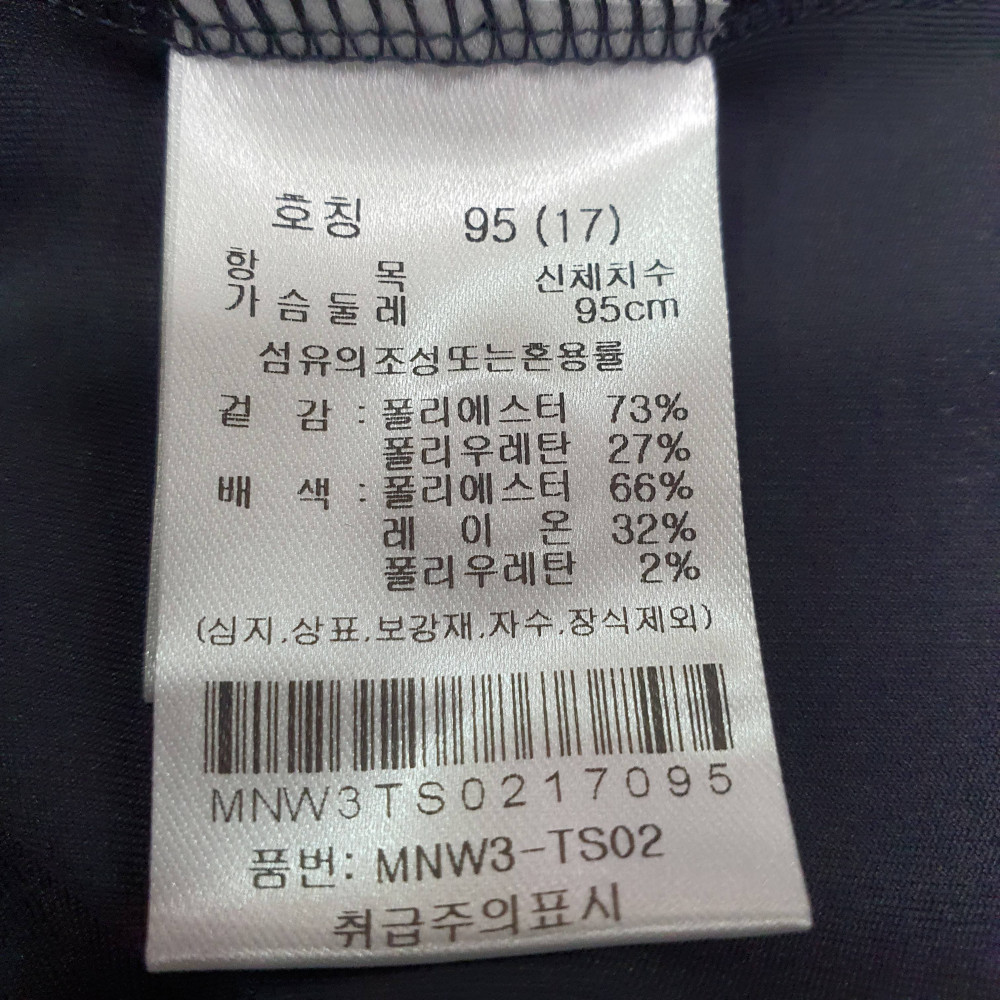 호칭 95 (17)
항 목 신체치수
가슴둘레 95cm
섬유의조성또는혼용률
겉 감 : 폴리에스터 73%
폴리우레탄 27%
배 색 : 폴리에스터 66%
레 이 온 32%
폴리우레탄 2%
(심지.상표.보강재.자수.장식제외)
MNW3TS0217095
품번: MNW3-TS02
취급주의표시